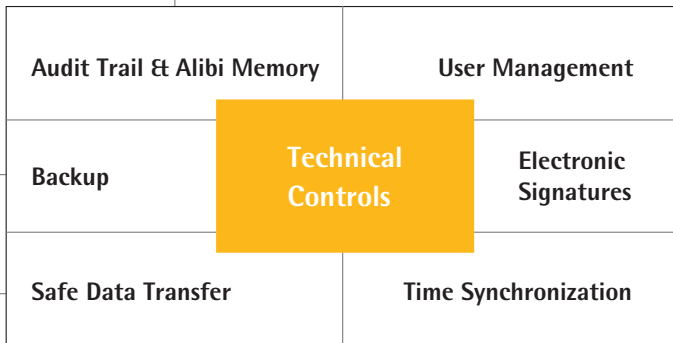 Audit Trail & Alibi Memory
User Management
Technical
Controls
Backup
Electronic
Signatures
Safe Data Transfer
Time Synchronization